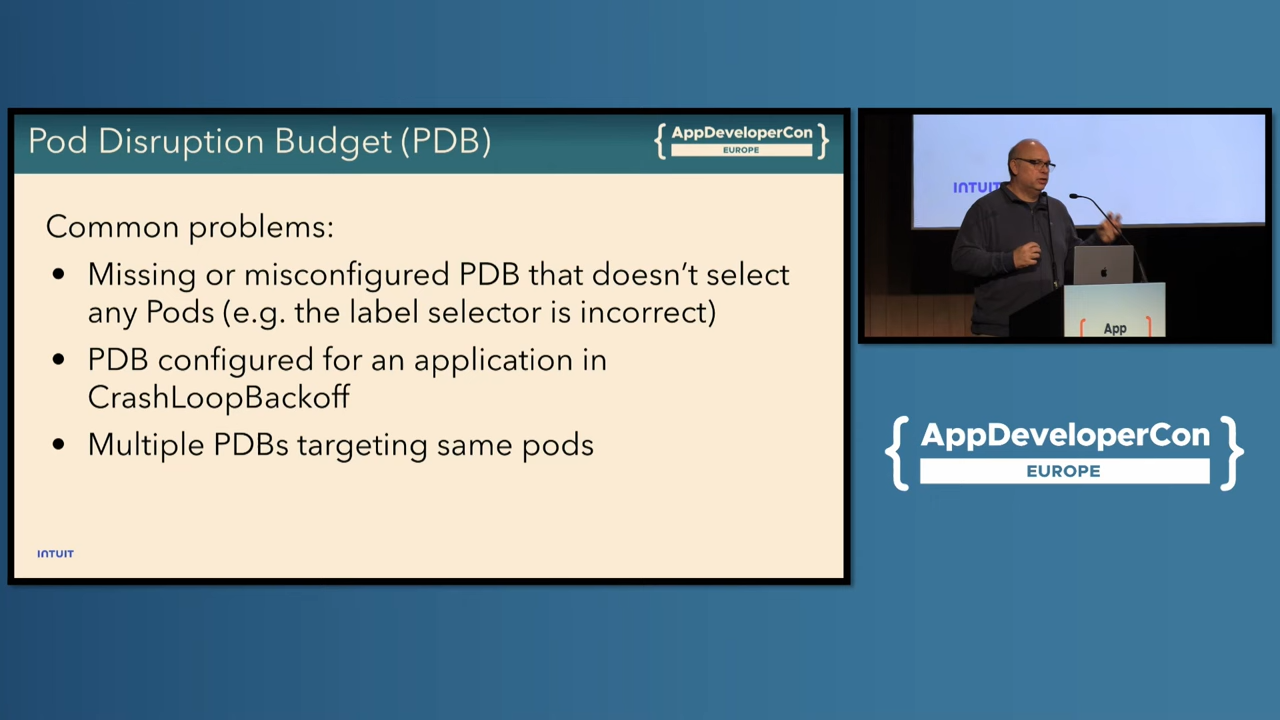 Pod Disruption Budget (PDB)
{ AppDeveloperCon }
EUROPE
Common problems:
• Missing or misconfigured PDB that doesn’t select
any Pods (e.g. the label selector is incorrect)
• PDB configured for an application in
CrashLoopBackoff
• Multiple PDBs targeting same pods
INTUIT
INTUIT
[ App ]
{ AppDeveloperCon }
EUROPE